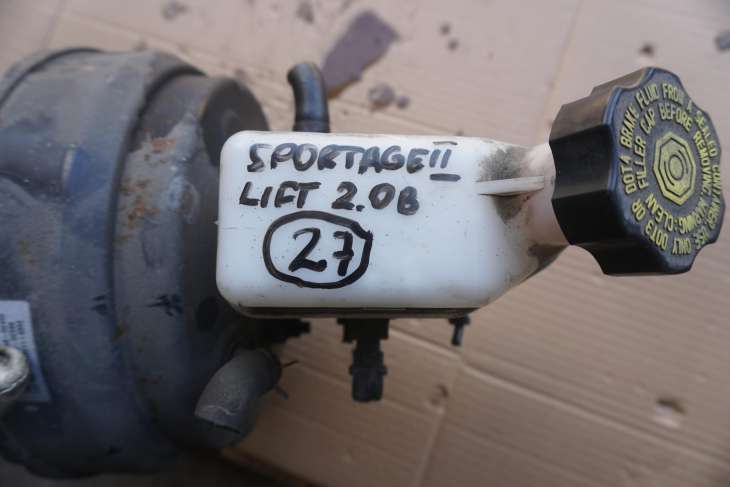 SPORTAGE II
LIFT 2.0B
27
USE ONLY DOT3 OR DOT4 BRAKE FLUID FROM A SEALED CONTAINER
WARNING: CLEAN FILLER CAP BEFORE REMOVING